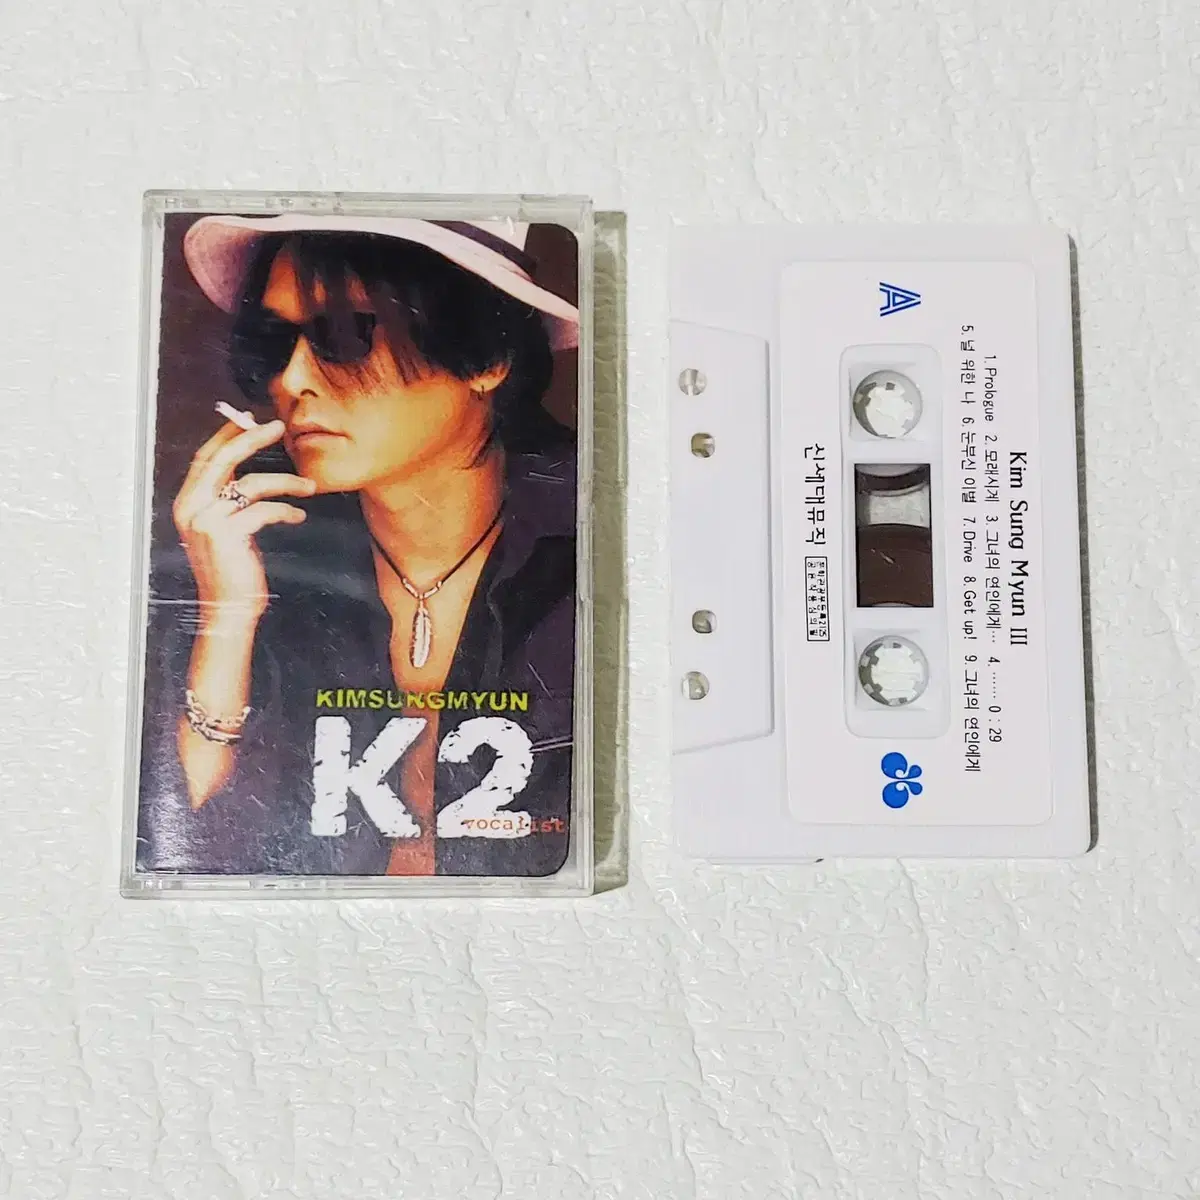 KIMSUNGMYUN
K2
vocalist
A
Kim Sung Myun III
1. Prologue 2. 모래시계 3. 그녀의 연인에게… 4. …… 0 : 29
5. 널 위한 나 6. 눈부신 이별 7. Drive 8. Get up! 9. 그녀의 연인에게
신세대뮤직